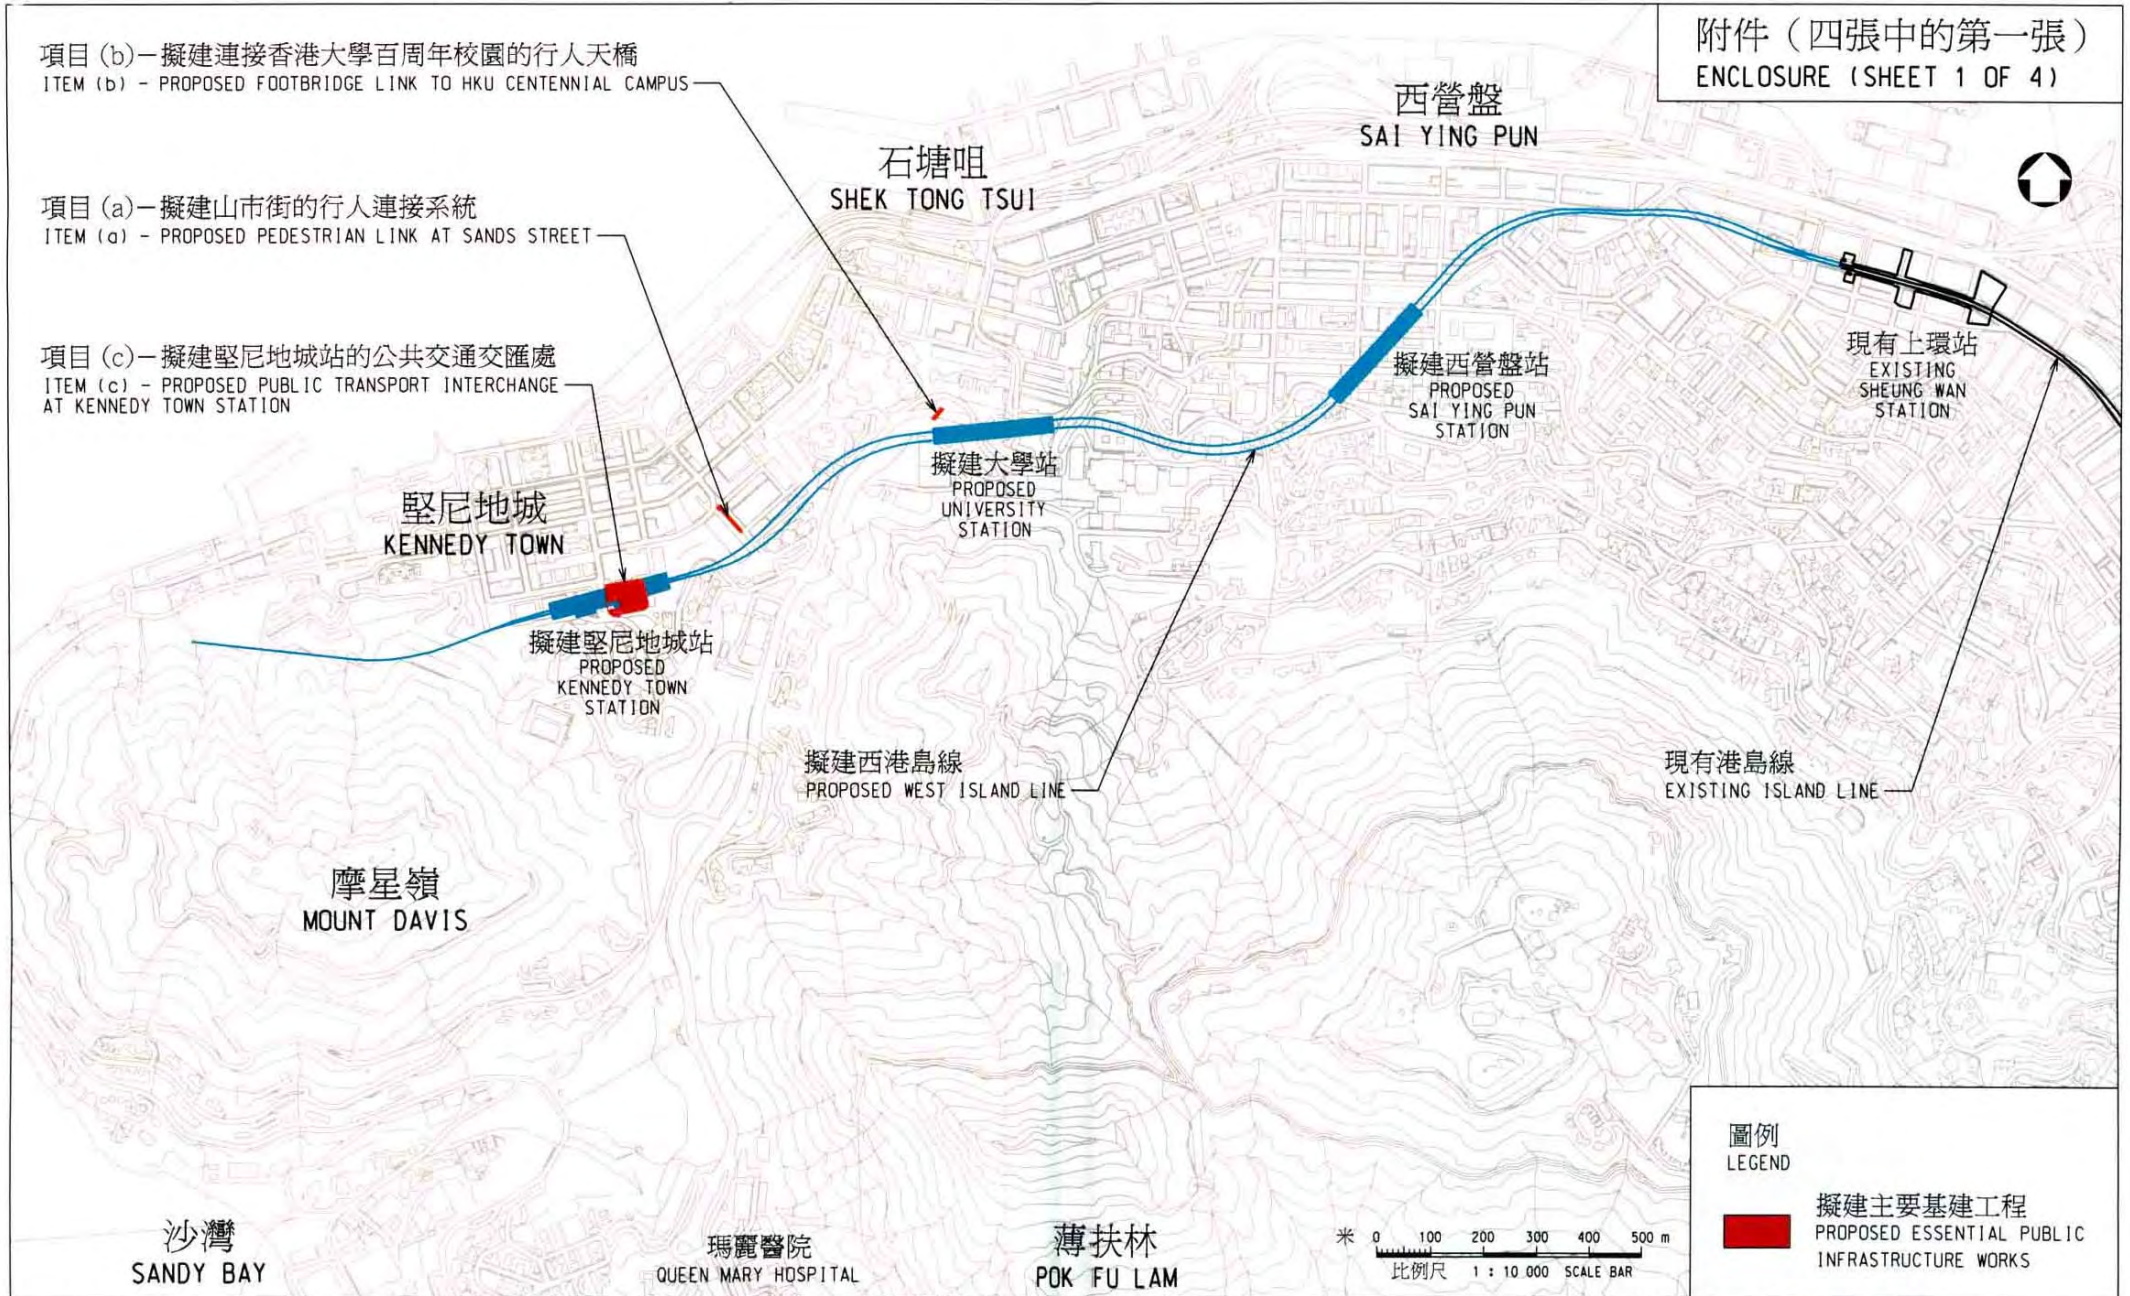 附件（四張中的第一張）
ENCLOSURE (SHEET 1 OF 4)
項目 (b)－擬建連接香港大學百周年校園的行人天橋
ITEM (b) - PROPOSED FOOTBRIDGE LINK TO HKU CENTENNIAL CAMPUS
項目 (a)－擬建山市街的行人連接系統
ITEM (a) - PROPOSED PEDESTRIAN LINK AT SANDS STREET
項目 (c)－擬建堅尼地城站的公共交通交匯處
ITEM (c) - PROPOSED PUBLIC TRANSPORT INTERCHANGE
AT KENNEDY TOWN STATION
西營盤
SAI YING PUN
石塘咀
SHEK TONG TSUI
堅尼地城
KENNEDY TOWN
現有上環站
EXISTING
SHEUNG WAN
STATION
擬建西營盤站
PROPOSED
SAI YING PUN
STATION
擬建大學站
PROPOSED
UNIVERSITY
STATION
擬建堅尼地城站
PROPOSED
KENNEDY TOWN
STATION
擬建西港島線
PROPOSED WEST ISLAND LINE
現有港島線
EXISTING ISLAND LINE
摩星嶺
MOUNT DAVIS
沙灣
SANDY BAY
瑪麗醫院
QUEEN MARY HOSPITAL
薄扶林
POK FU LAM
米 0 100 200 300 400 500 m
比例尺 1 : 10 000 SCALE BAR
圖例
LEGEND
擬建主要基建工程
PROPOSED ESSENTIAL PUBLIC
INFRASTRUCTURE WORKS